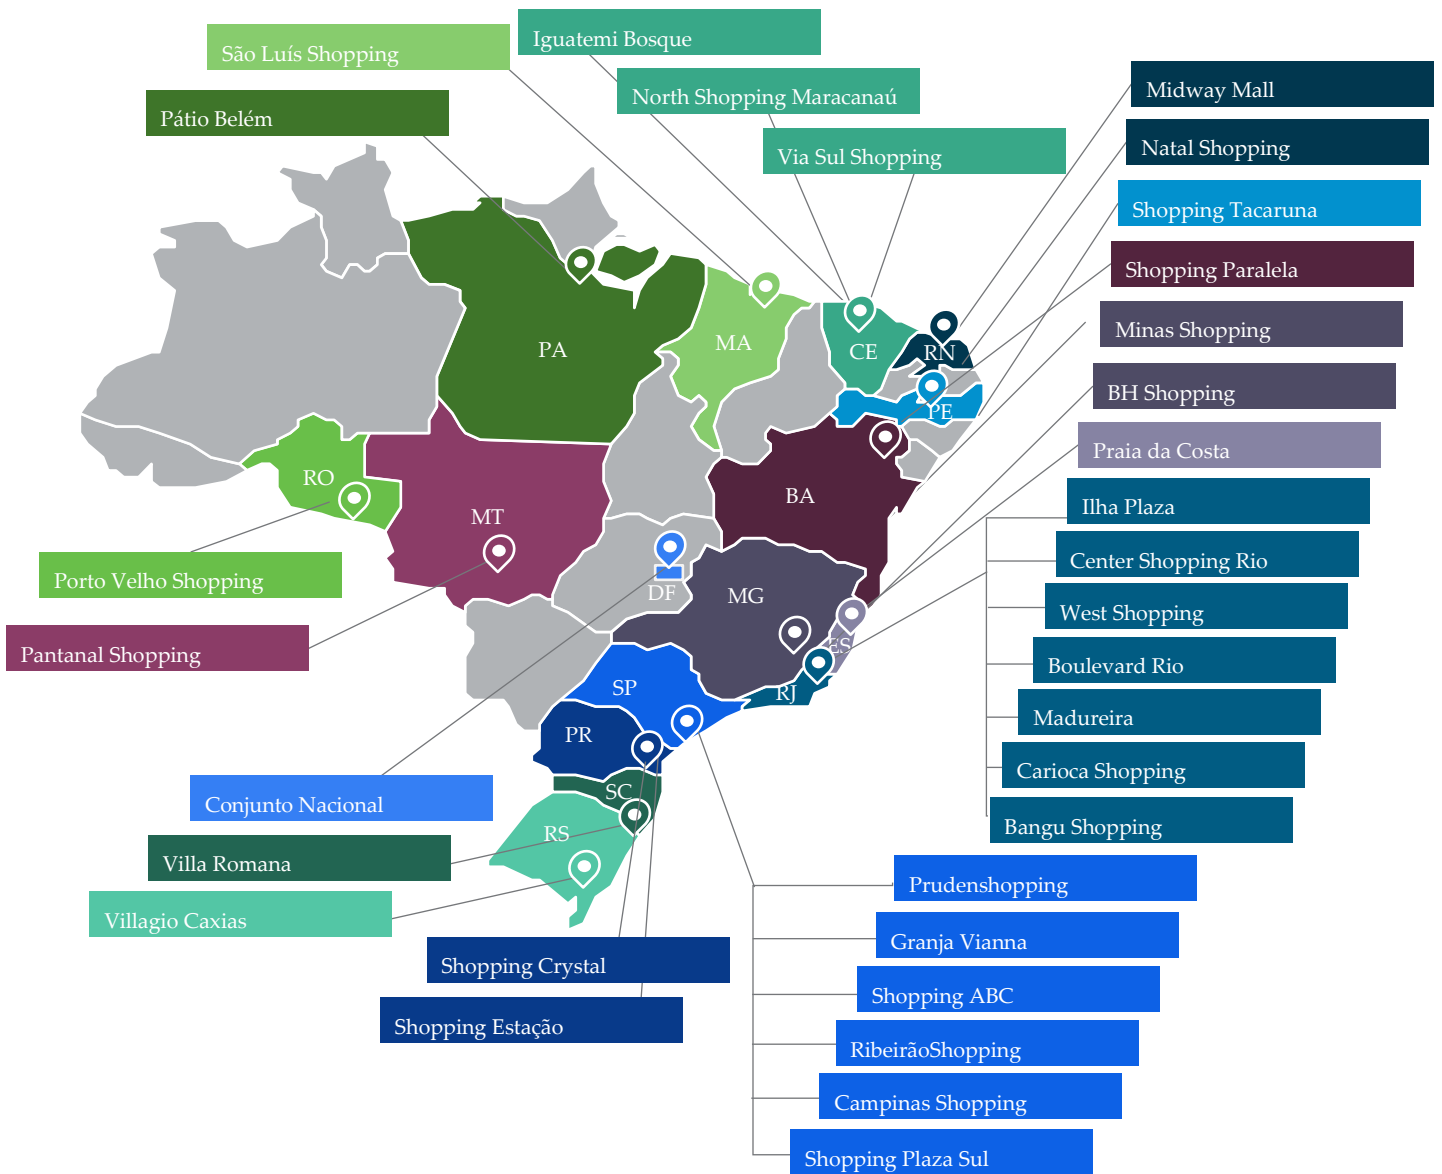 Iguatemi Bosque
São Luís Shopping
North Shopping Maracanaú
Midway Mall
Pátio Belém
Natal Shopping
Via Sul Shopping
Shopping Tacaruna
Shopping Paralela
Minas Shopping
PA
MA
CE
RN
BH Shopping
PE
Praia da Costa
RO
BA
Ilha Plaza
MT
Center Shopping Rio
Porto Velho Shopping
DF
MG
West Shopping
ES
Pantanal Shopping
Boulevard Rio
SP
RJ
Madureira
PR
Carioca Shopping
SC
Conjunto Nacional
Bangu Shopping
RS
Villa Romana
Prudenshopping
Villagio Caxias
Granja Vianna
Shopping Crystal
Shopping ABC
Shopping Estação
RibeirãoShopping
Campinas Shopping
Shopping Plaza Sul